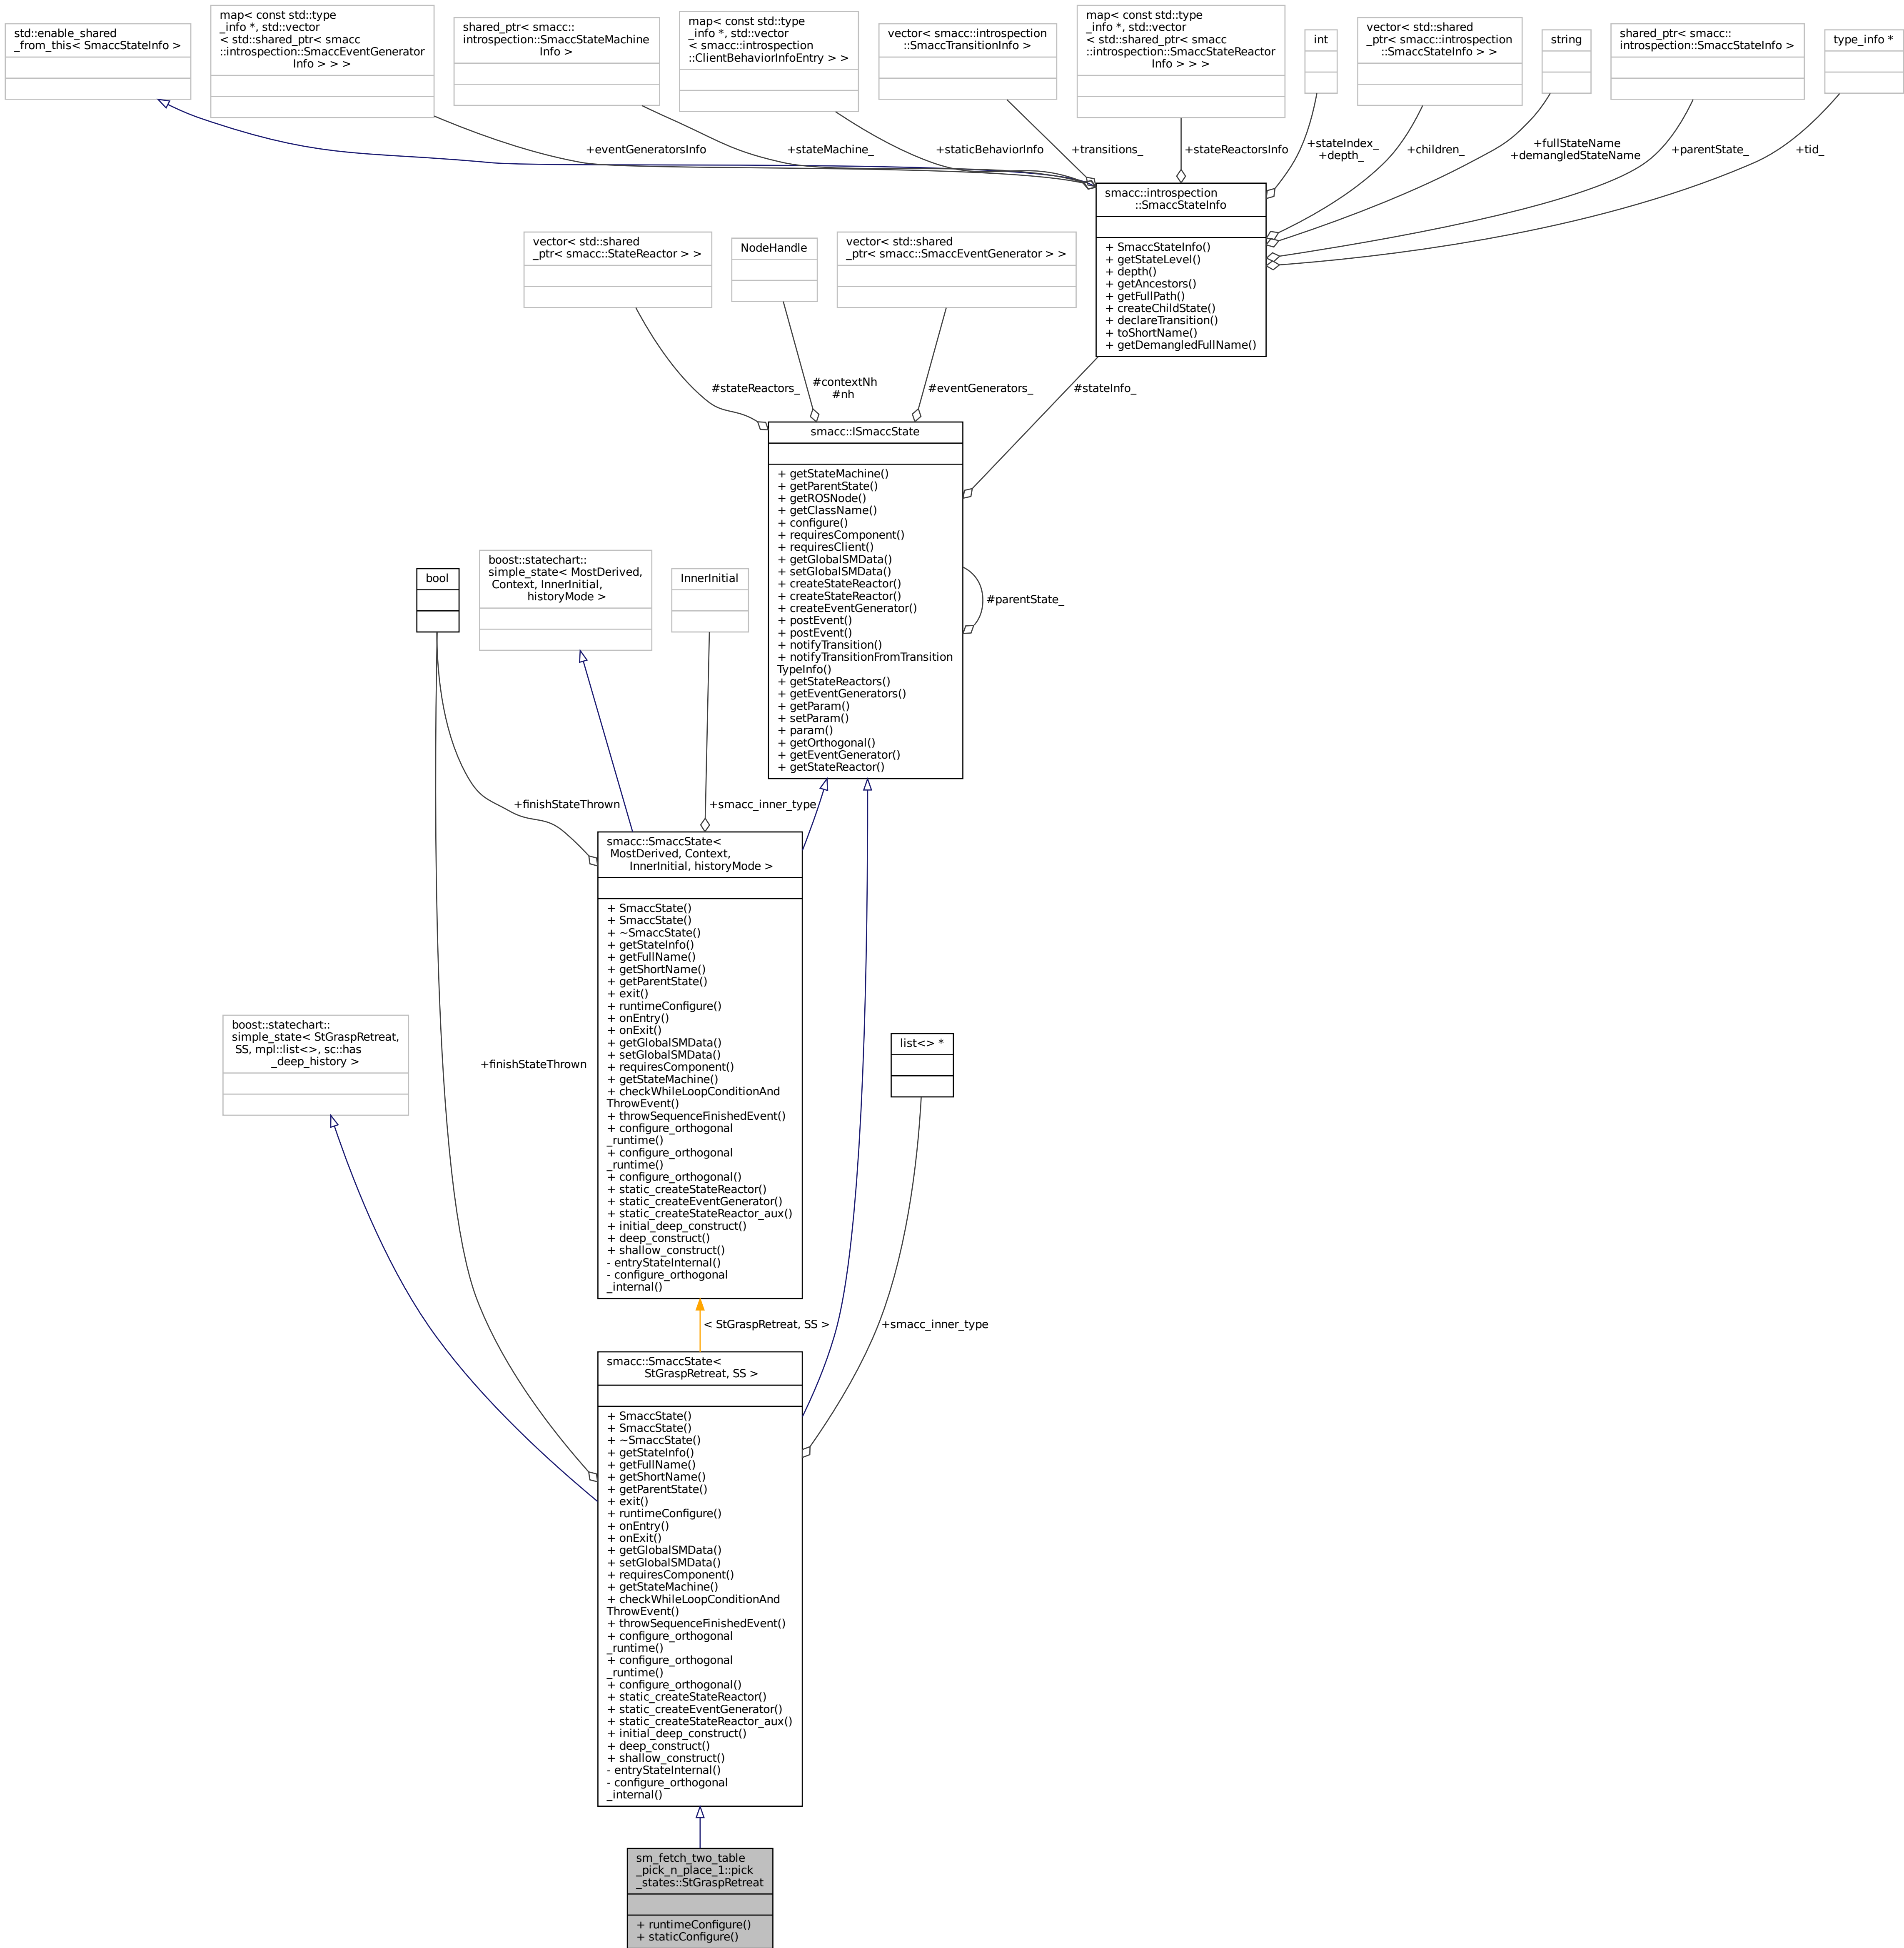 std::enable_shared
_from_this< SmaccStateInfo >
map< const std::type
_info *, std::vector
< std::shared_ptr< smacc
::introspection::SmaccEventGenerator
Info > > >
shared_ptr< smacc::
introspection::SmaccStateMachine
Info >
map< const std::type
_info *, std::vector
< smacc::introspection
::ClientBehaviorInfoEntry > >
vector< smacc::introspection
::SmaccTransitionInfo >
map< const std::type
_info *, std::vector
< std::shared_ptr< smacc
::introspection::SmaccStateReactor
Info > > >
int
vector< std::shared
_ptr< smacc::introspection
::SmaccStateInfo > >
string
shared_ptr< smacc::
introspection::SmaccStateInfo >
type_info *
+eventGeneratorsInfo
+stateMachine_
+staticBehaviorInfo
+transitions_
+stateReactorsInfo
+stateIndex_
+depth_
+children_
+fullStateName
+demangledStateName
+parentState_
+tid_
smacc::introspection
::SmaccStateInfo
+ SmaccStateInfo()
+ getStateLevel()
+ depth()
+ getAncestors()
+ getFullPath()
+ createChildState()
+ declareTransition()
+ toShortName()
+ getDemangledFullName()
vector< std::shared
_ptr< smacc::StateReactor > >
NodeHandle
vector< std::shared
_ptr< smacc::SmaccEventGenerator > >
#stateReactors_
#contextNh
#nh
#eventGenerators_
#stateInfo_
smacc::ISmaccState
+ getStateMachine()
+ getParentState()
+ getROSNode()
+ getClassName()
+ configure()
+ requiresComponent()
+ requiresClient()
+ getGlobalSMData()
+ setGlobalSMData()
+ createStateReactor()
+ createStateReactor()
+ createEventGenerator()
+ postEvent()
+ postEvent()
+ notifyTransition()
+ notifyTransitionFromTransition
TypeInfo()
+ getStateReactors()
+ getEventGenerators()
+ getParam()
+ setParam()
+ param()
+ getOrthogonal()
+ getEventGenerator()
+ getStateReactor()
#parentState_
bool
boost::statechart::
simple_state< MostDerived,
Context, InnerInitial,
historyMode >
InnerInitial
+finishStateThrown
+smacc_inner_type
smacc::SmaccState<
MostDerived, Context,
InnerInitial, historyMode >
+ SmaccState()
+ SmaccState()
+ ~SmaccState()
+ getStateInfo()
+ getFullName()
+ getShortName()
+ getParentState()
+ exit()
+ runtimeConfigure()
+ onEntry()
+ onExit()
+ getGlobalSMData()
+ setGlobalSMData()
+ requiresComponent()
+ getStateMachine()
+ checkWhileLoopConditionAnd
ThrowEvent()
+ throwSequenceFinishedEvent()
+ configure_orthogonal
_runtime()
+ configure_orthogonal
_runtime()
+ configure_orthogonal()
+ static_createStateReactor()
+ static_createEventGenerator()
+ static_createStateReactor_aux()
+ initial_deep_construct()
+ deep_construct()
+ shallow_construct()
- entryStateInternal()
- configure_orthogonal
_internal()
boost::statechart::
simple_state< StGraspRetreat,
SS, mpl::list<>, sc::has
_deep_history >
+finishStateThrown
list<> *
< StGraspRetreat, SS >
+smacc_inner_type
smacc::SmaccState<
StGraspRetreat, SS >
+ SmaccState()
+ SmaccState()
+ ~SmaccState()
+ getStateInfo()
+ getFullName()
+ getShortName()
+ getParentState()
+ exit()
+ runtimeConfigure()
+ onEntry()
+ onExit()
+ getGlobalSMData()
+ setGlobalSMData()
+ requiresComponent()
+ getStateMachine()
+ checkWhileLoopConditionAnd
ThrowEvent()
+ throwSequenceFinishedEvent()
+ configure_orthogonal
_runtime()
+ configure_orthogonal
_runtime()
+ configure_orthogonal()
+ static_createStateReactor()
+ static_createEventGenerator()
+ static_createStateReactor_aux()
+ initial_deep_construct()
+ deep_construct()
+ shallow_construct()
- entryStateInternal()
- configure_orthogonal
_internal()
sm_fetch_two_table
_pick_n_place_1::pick
_states::StGraspRetreat
+ runtimeConfigure()
+ staticConfigure()